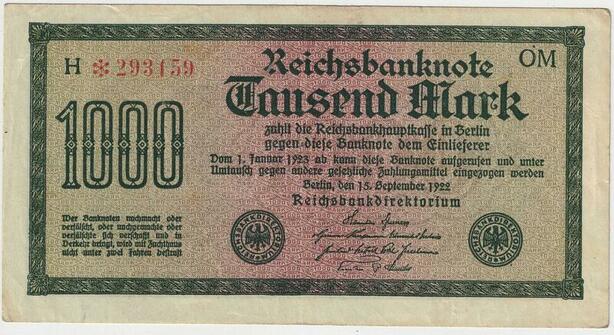 H ✻ 293159
ÖM
Reichsbanknote
Tausend Mark
1000
zahlt die Reichsbankhauptkasse in Berlin
gegen diese Banknote dem Einlieferer
Vom 1. Januar 1923 ab kann diese Banknote aufgerufen und unter
Umtausch gegen andere gesetzliche Zahlungsmittel eingezogen werden
Berlin, den 15. September 1922
Reichsbankdirektorium
Wer Banknoten nachmacht oder
verfälscht, oder nachgemachte oder
verfälschte sich verschafft und in
Verkehr bringt, wird mit Zuchthaus
nicht unter zwei Jahren bestraft
REICHSBANKDIREKTORIUM
REICHSBANKDIREKTORIUM